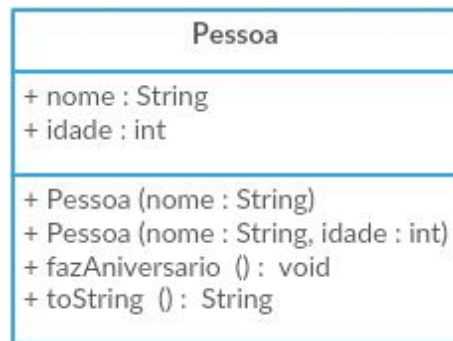 Pessoa
+ nome : String
+ idade : int
+ Pessoa (nome : String)
+ Pessoa (nome : String, idade : int)
+ fazAniversario () : void
+ toString () : String